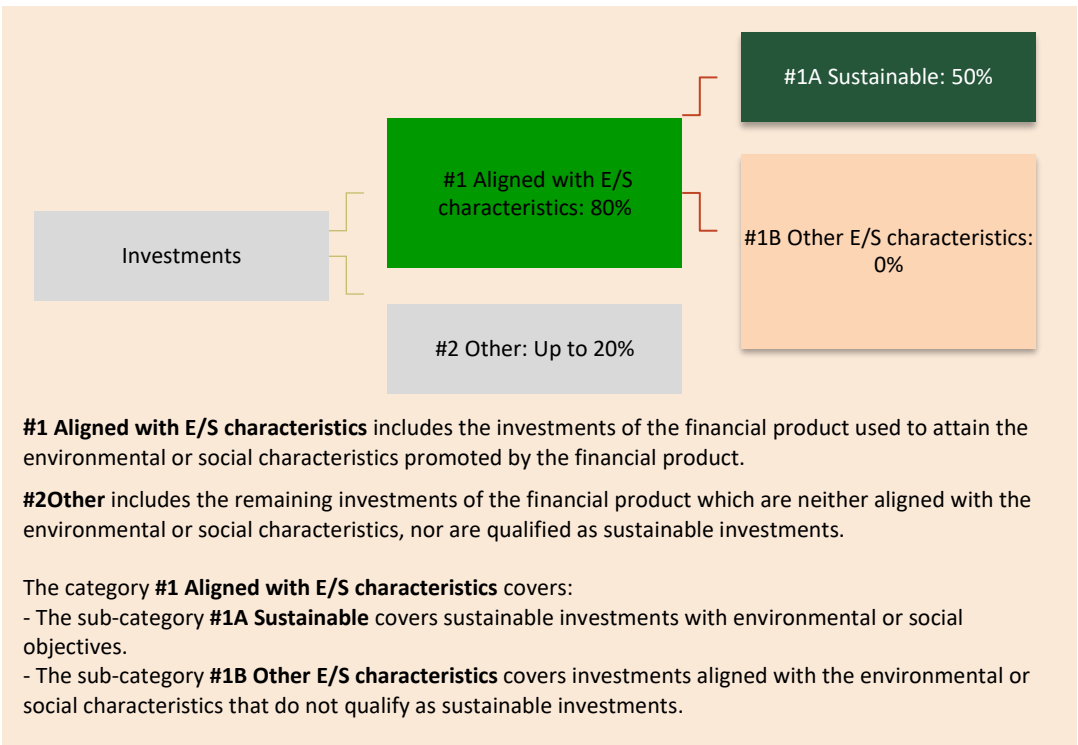 #1A Sustainable: 50%
#1 Aligned with E/S
characteristics: 80%
#1B Other E/S characteristics:
0%
Investments
#2 Other: Up to 20%
#1 Aligned with E/S characteristics includes the investments of the financial product used to attain the
environmental or social characteristics promoted by the financial product.
#2Other includes the remaining investments of the financial product which are neither aligned with the
environmental or social characteristics, nor are qualified as sustainable investments.
The category #1 Aligned with E/S characteristics covers:
- The sub-category #1A Sustainable covers sustainable investments with environmental or social
objectives.
- The sub-category #1B Other E/S characteristics covers investments aligned with the environmental or
social characteristics that do not qualify as sustainable investments.